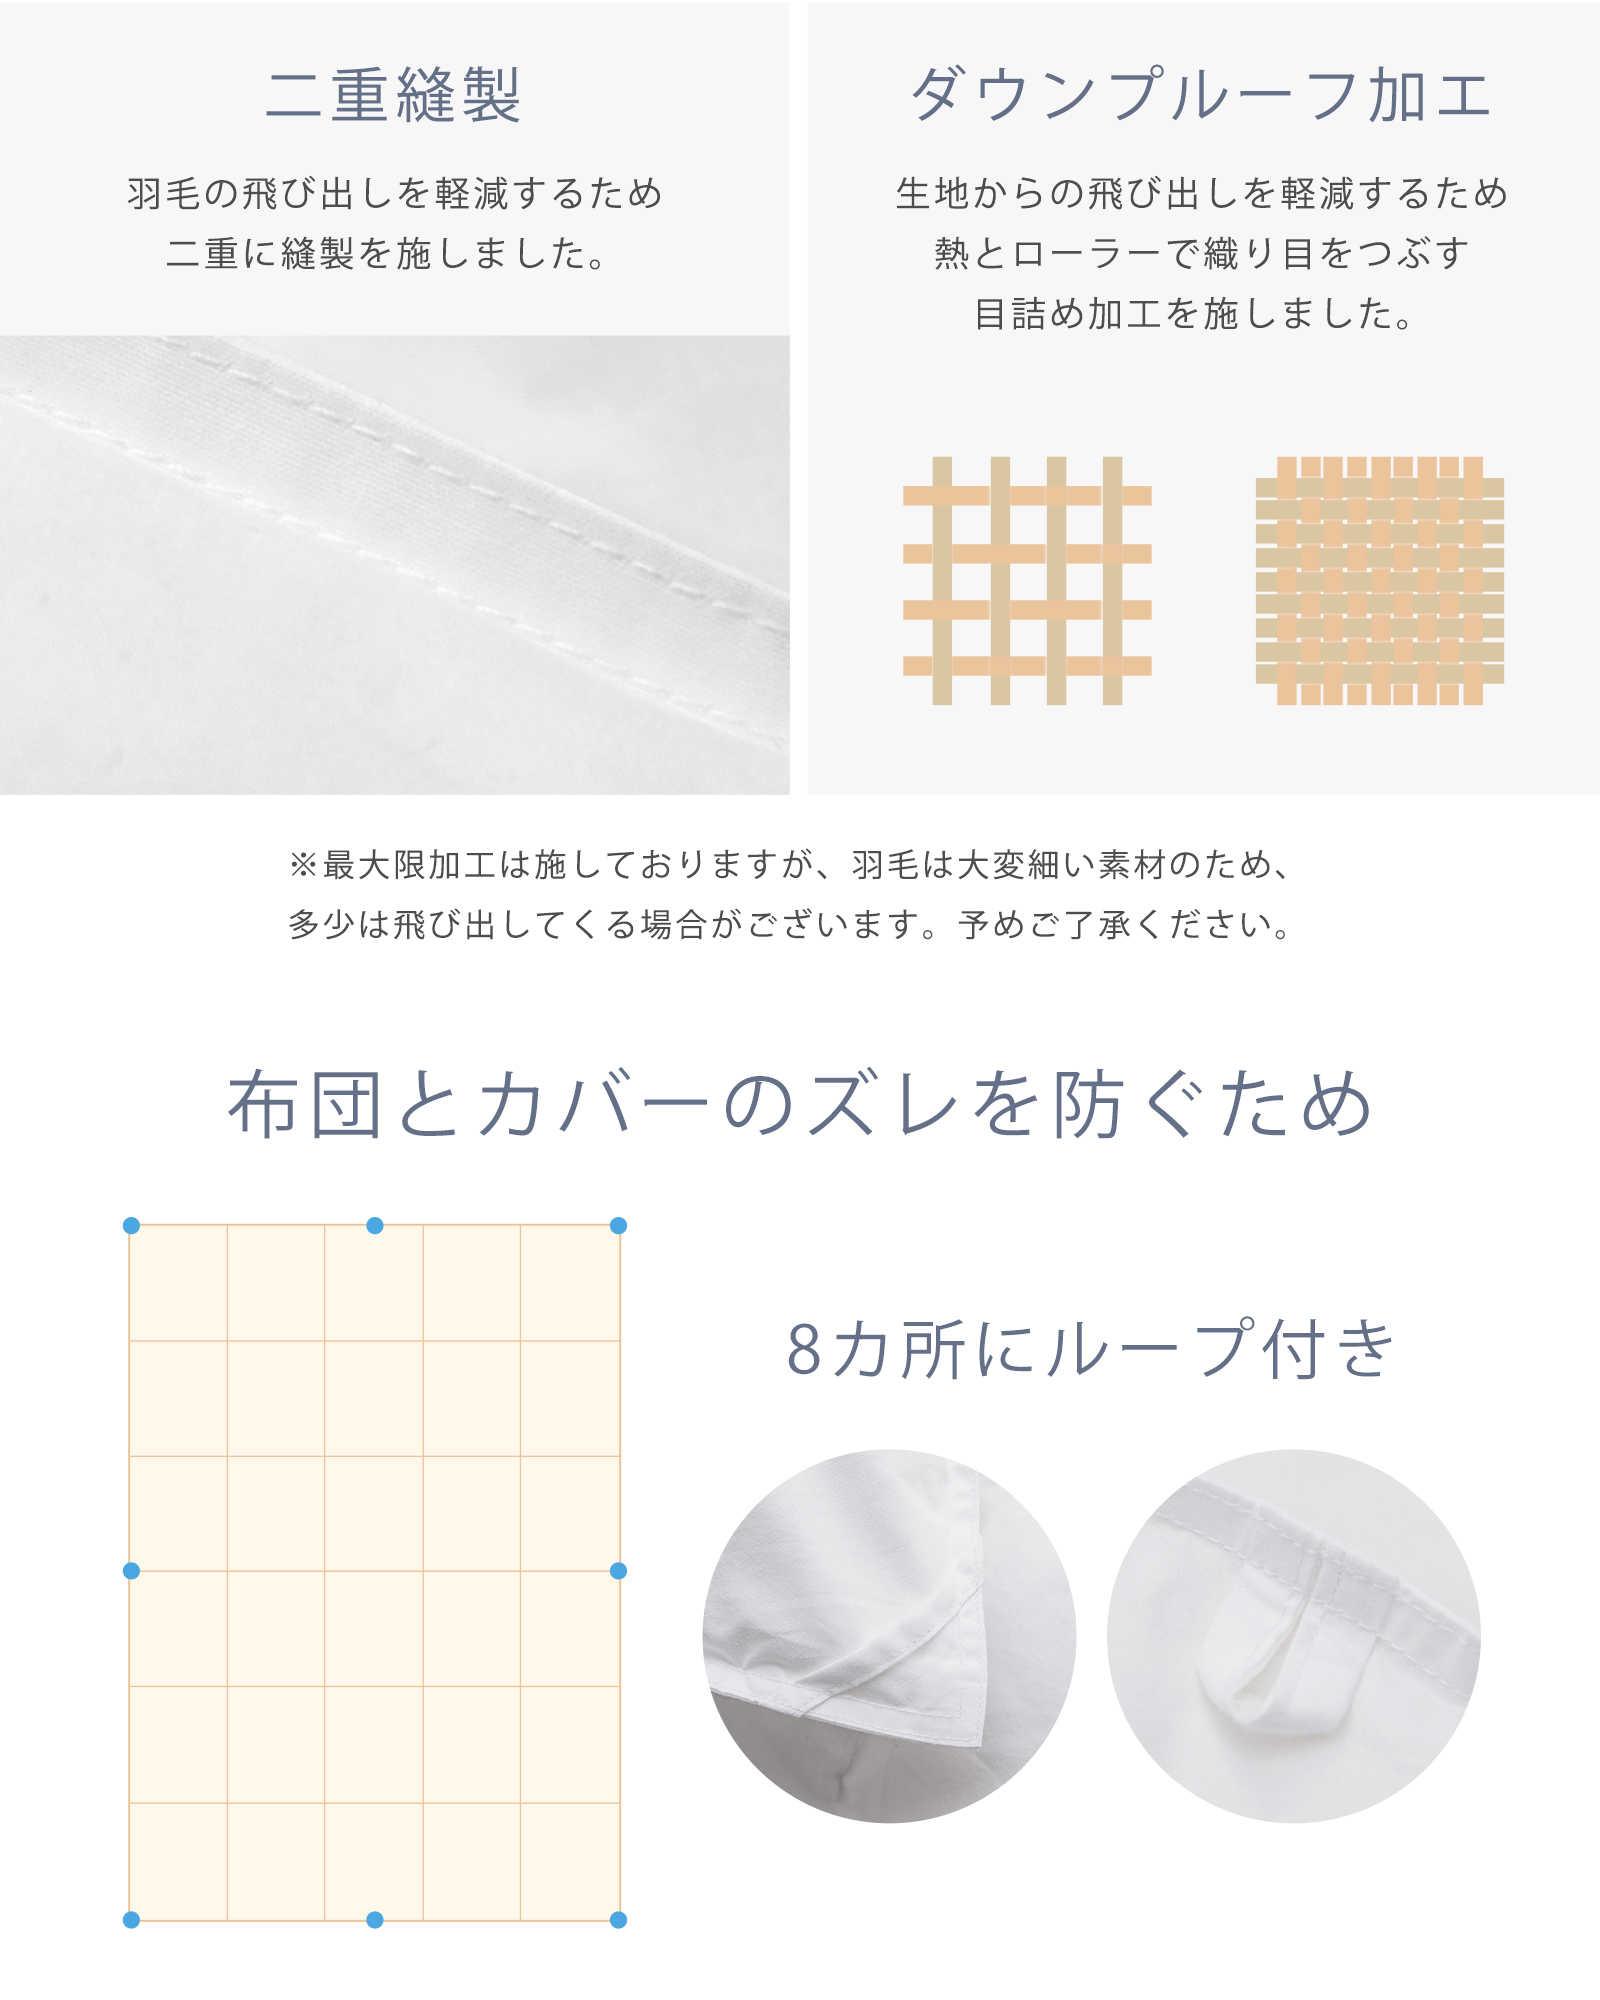 二重縫製
羽毛の飛び出しを軽減するため
二重に縫製を施しました。
ダウンプルーフ加工
生地からの飛び出しを軽減するため
熱とローラーで織り目をつぶす
目詰め加工を施しました。
※最大限加工は施しておりますが、羽毛は大変細い素材のため、
多少は飛び出してくる場合がございます。予めご了承ください。
布団とカバーのズレを防ぐため
8カ所にループ付き